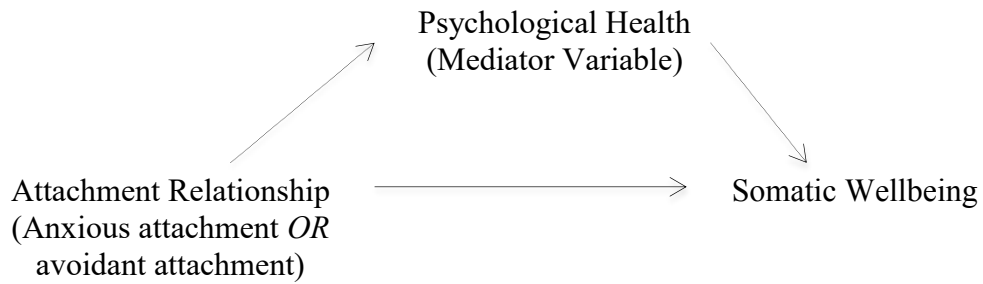 Psychological Health
(Mediator Variable)
Attachment Relationship
(Anxious attachment OR
avoidant attachment)
Somatic Wellbeing